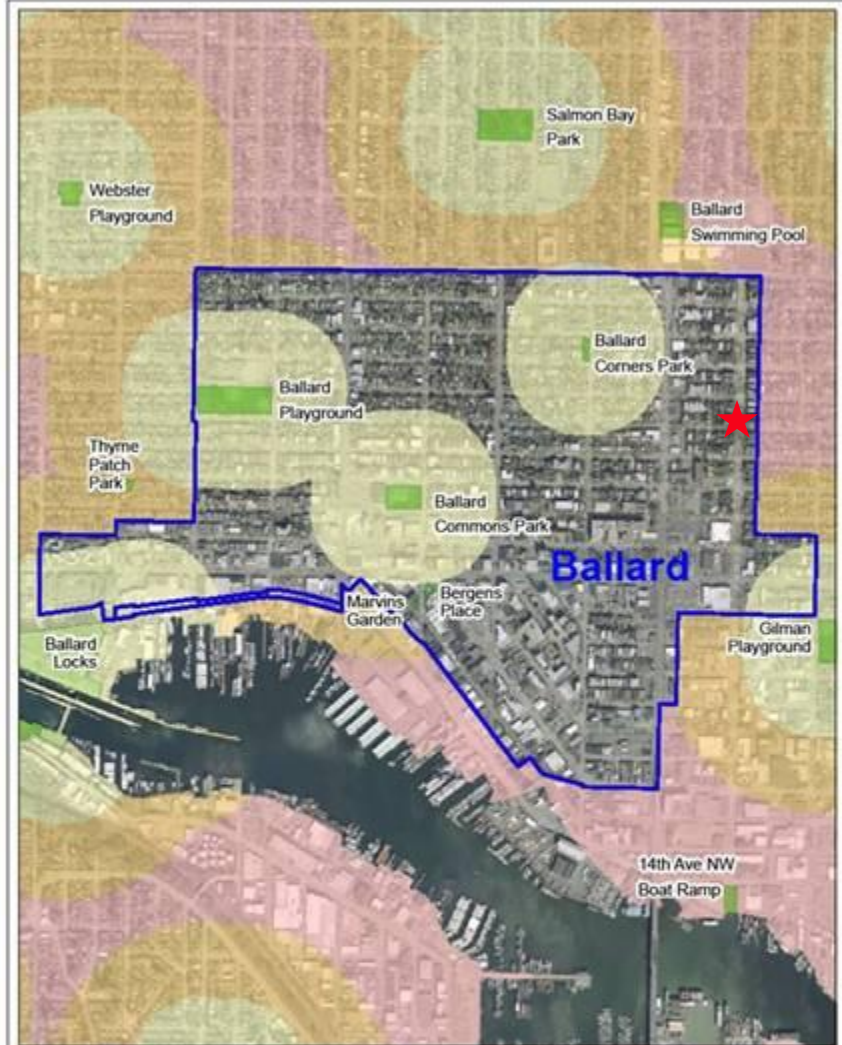 Salmon Bay
Park
Webster
Playground
Ballard
Swimming Pool
Ballard
Corners Park
Ballard
Playground
Thyme
Patch
Park
Ballard
Commons Park
Ballard
Bergens
Place
Marvins
Garden
Gilman
Playground
Ballard
Locks
14th Ave NW
Boat Ramp